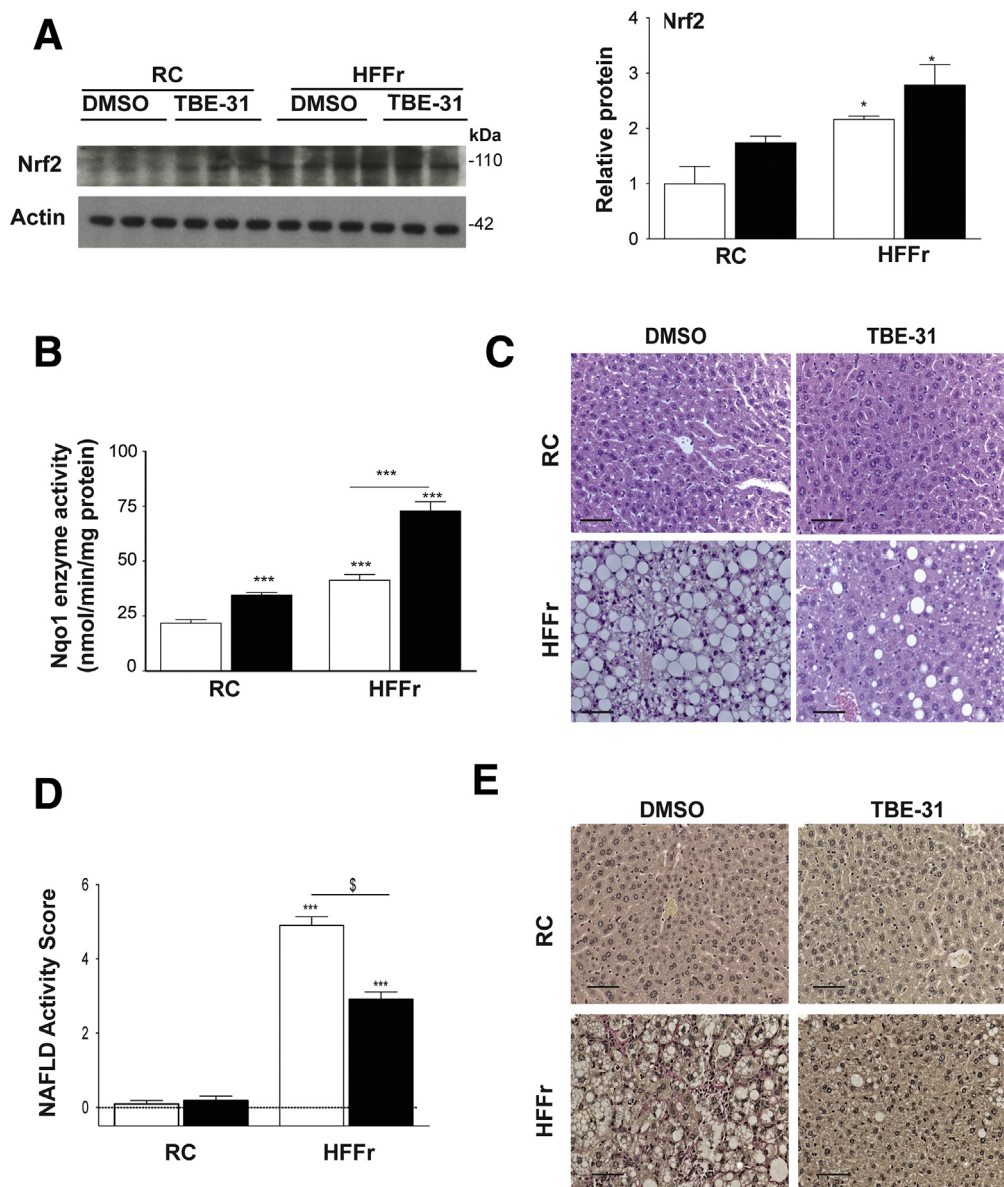 A
RC
HFFr
DMSO
TBE-31
DMSO
TBE-31
kDa
Nrf2
-110
Actin
-42
Nrf2
Relative protein
4
3
2
1
0
*
*
RC
HFFr
B
Nqo1 enzyme activity
(nmol/min/mg protein)
100
75
50
25
0
***
***
***
***
RC
HFFr
C
DMSO
TBE-31
RC
HFFr
D
NAFLD Activity Score
6
4
2
0
$
***
***
RC
HFFr
E
DMSO
TBE-31
RC
HFFr